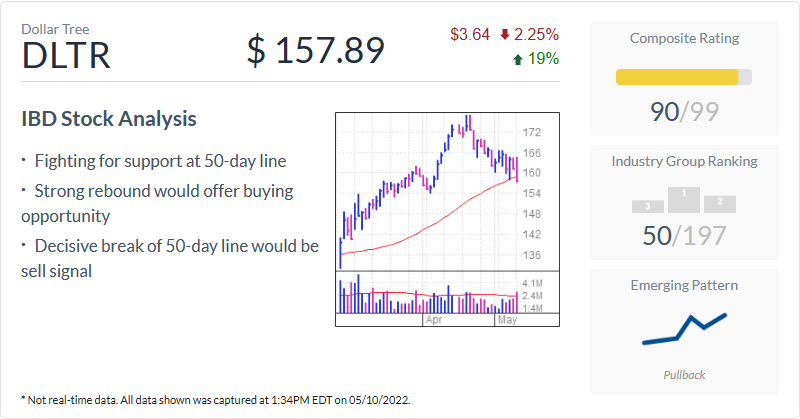 Dollar Tree
DLTR
$ 157.89
$3.64 2.25%
19%
IBD Stock Analysis
· Fighting for support at 50-day line
· Strong rebound would offer buying
opportunity
· Decisive break of 50-day line would be
sell signal
172
166
160
154
148
142
136
4.1M
2.4M
1.4M
Apr
May
Composite Rating
90/99
Industry Group Ranking
3
1
2
50/197
Emerging Pattern
Pullback
* Not real-time data. All data shown was captured at 1:34PM EDT on 05/10/2022.